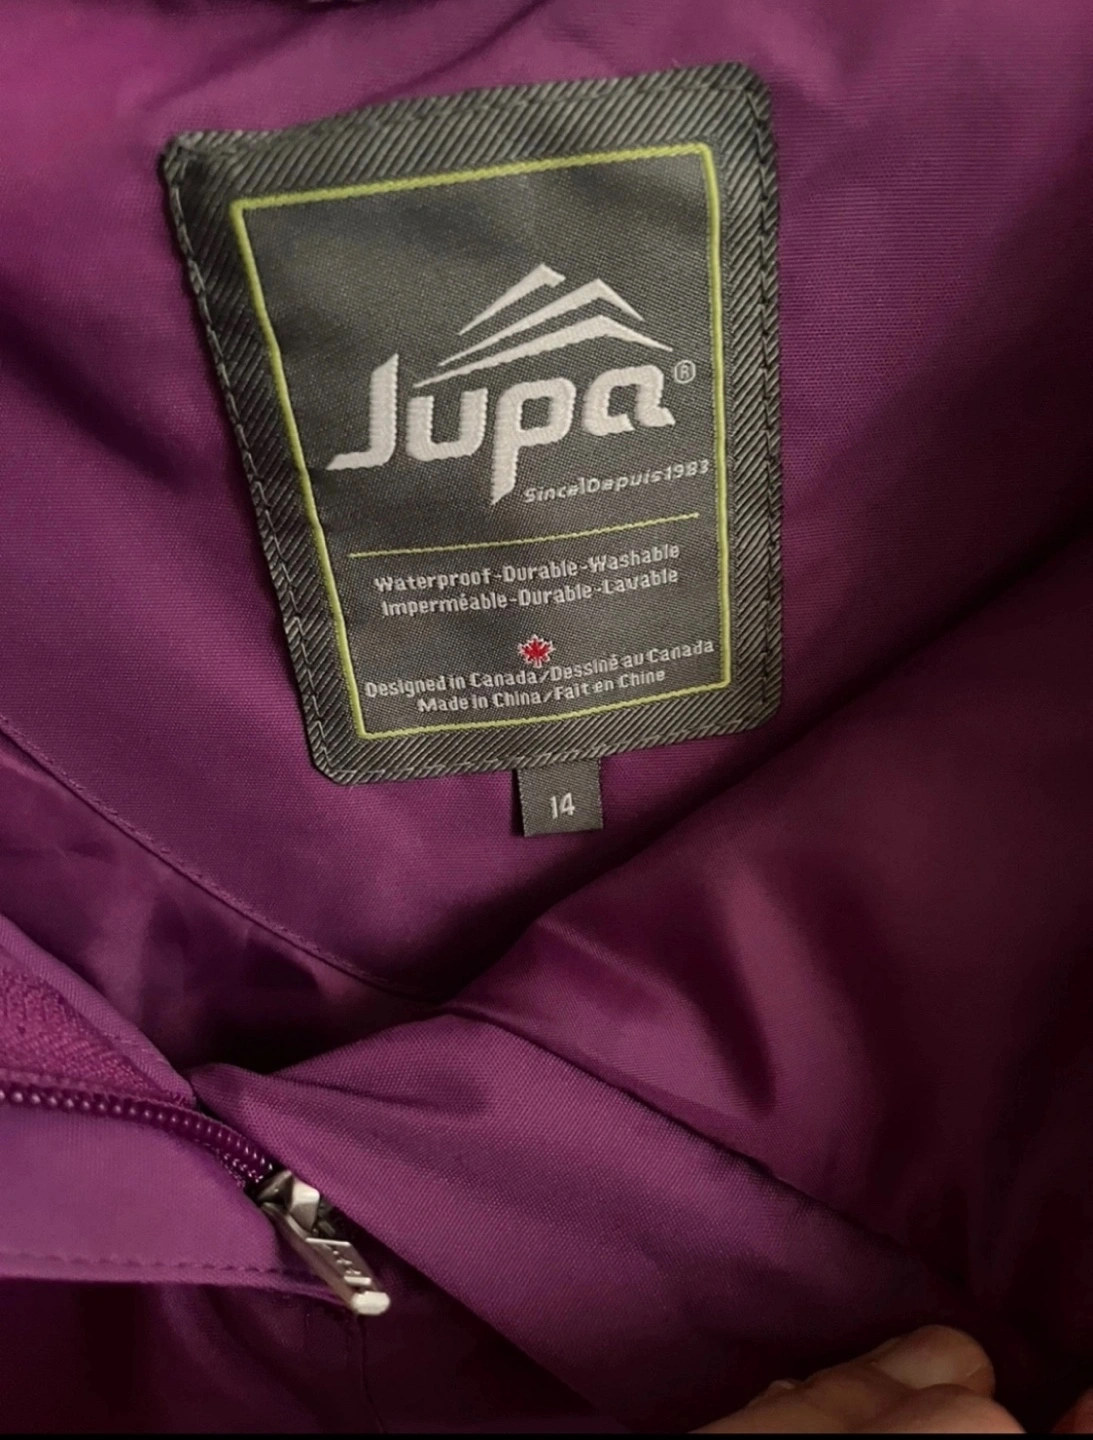 Jupa®
Since|Depuis 1983
Waterproof-Durable-Washable
Imperméable-Durable-Lavable
Designed in Canada/Dessiné au Canada
Made in China/Fait en Chine
14